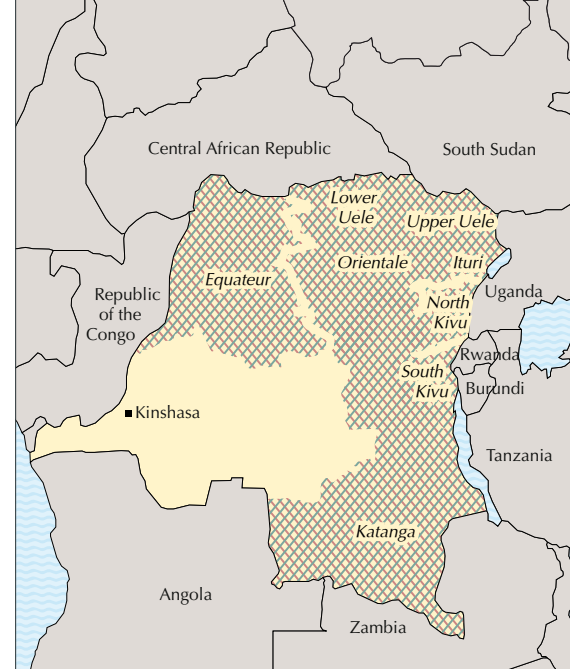 Central African Republic
South Sudan
Lower
Uele
Upper Uele
Orientale
Ituri
Equateur
Uganda
Republic
of the
Congo
North
Kivu
Rwanda
South
Kivu
Burundi
Kinshasa
Tanzania
Katanga
Angola
Zambia